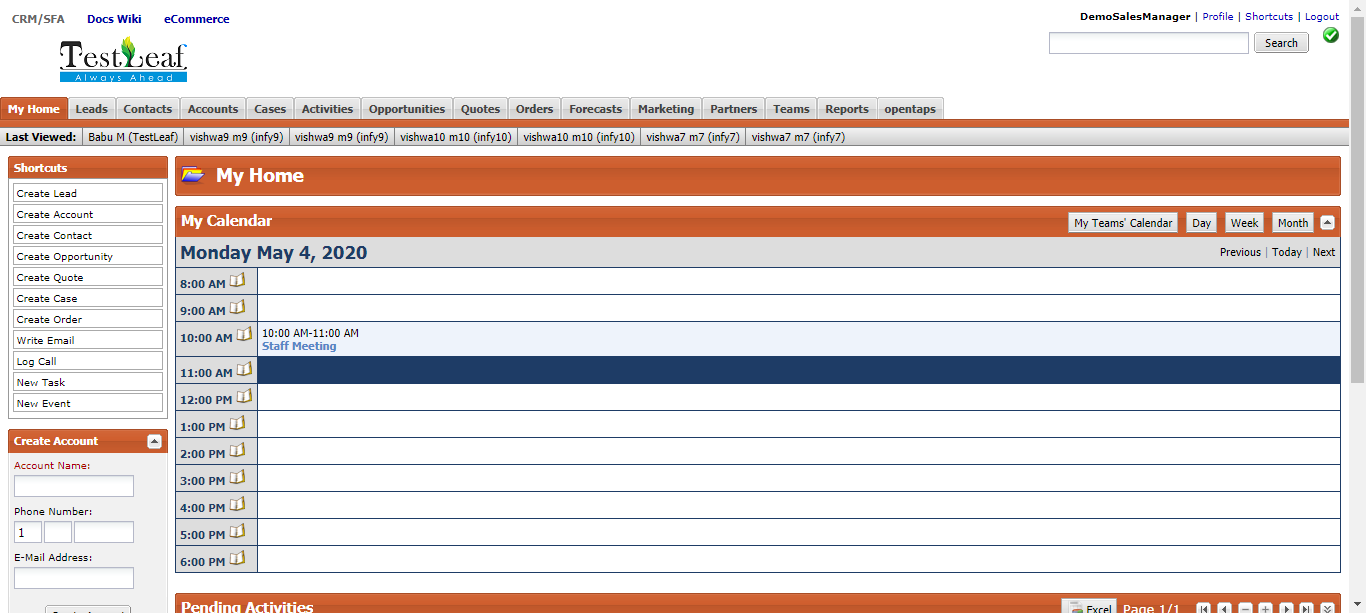 CRM/SFA Docs Wiki eCommerce
DemoSalesManager | Profile | Shortcuts | Logout
Search
TestLeaf
Always Ahead
My Home Leads Contacts Accounts Cases Activities Opportunities Quotes Orders Forecasts Marketing Partners Teams Reports opentaps
Last Viewed: Babu M (TestLeaf) vishwa9 m9 (infy9) vishwa9 m9 (infy9) vishwa10 m10 (infy10) vishwa10 m10 (infy10) vishwa7 m7 (infy7) vishwa7 m7 (infy7)
Shortcuts
Create Lead
Create Account
Create Contact
Create Opportunity
Create Quote
Create Case
Create Order
Write Email
Log Call
New Task
New Event
Create Account
Account Name:
Phone Number:
1
E-Mail Address:
My Home
My Calendar My Teams' Calendar Day Week Month
Monday May 4, 2020 Previous | Today | Next
8:00 AM
9:00 AM
10:00 AM 10:00 AM-11:00 AM
Staff Meeting
11:00 AM
12:00 PM
1:00 PM
2:00 PM
3:00 PM
4:00 PM
5:00 PM
6:00 PM
Pending Activities Excel Page 1/1